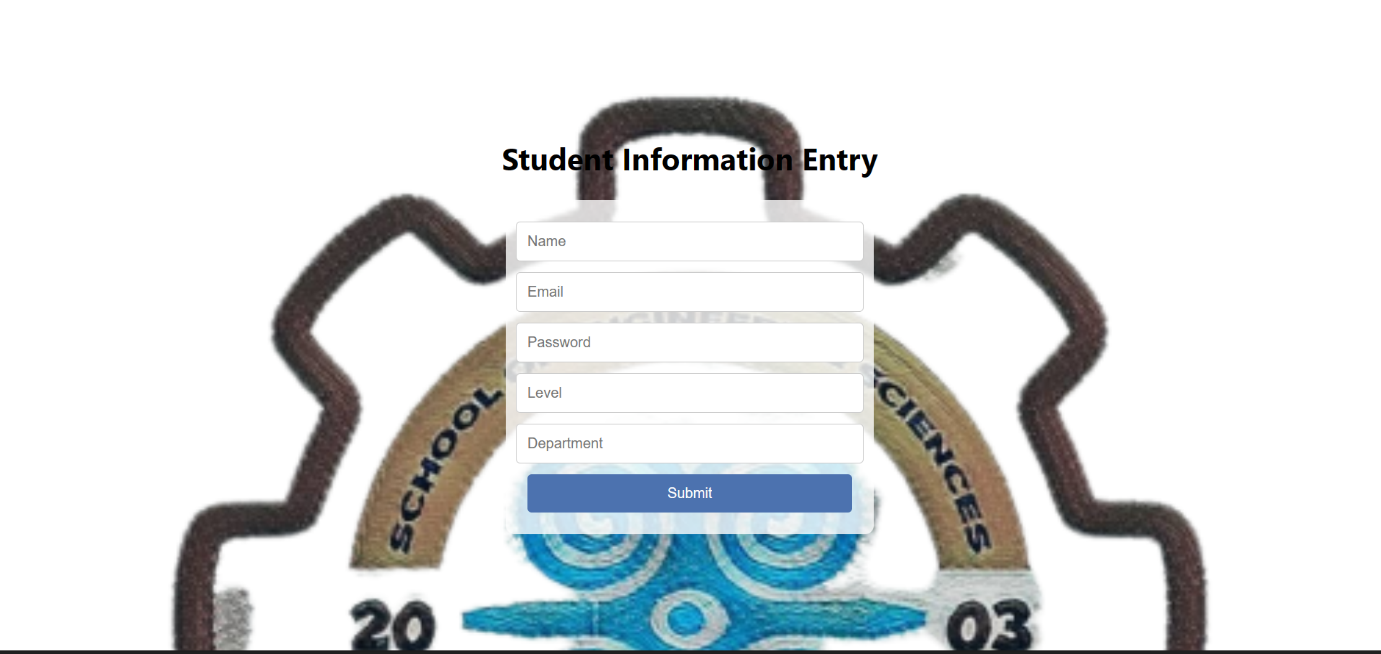 Student Information Entry
Name
Email
Password
Level
Department
Submit
SCHOOL
SCIENCES
20
03